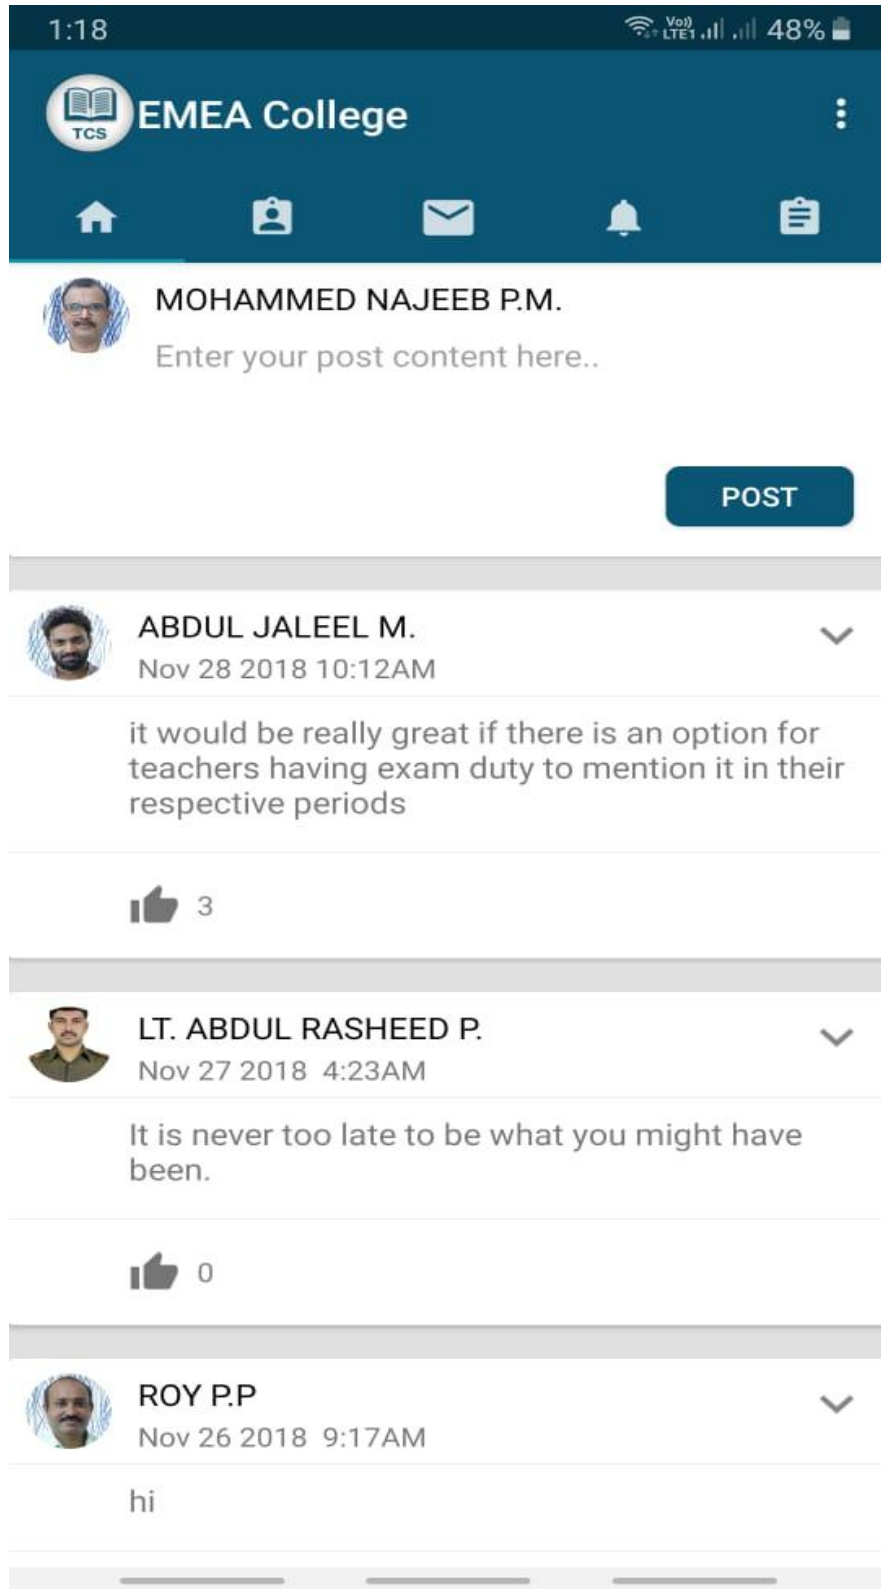 1:18 Vo)) LTE1 48%
TCS EMEA College
MOHAMMED NAJEEB P.M.
Enter your post content here..
POST
ABDUL JALEEL M.
Nov 28 2018 10:12AM
it would be really great if there is an option for
teachers having exam duty to mention it in their
respective periods
3
LT. ABDUL RASHEED P.
Nov 27 2018  4:23AM
It is never too late to be what you might have
been.
0
ROY P.P
Nov 26 2018  9:17AM
hi